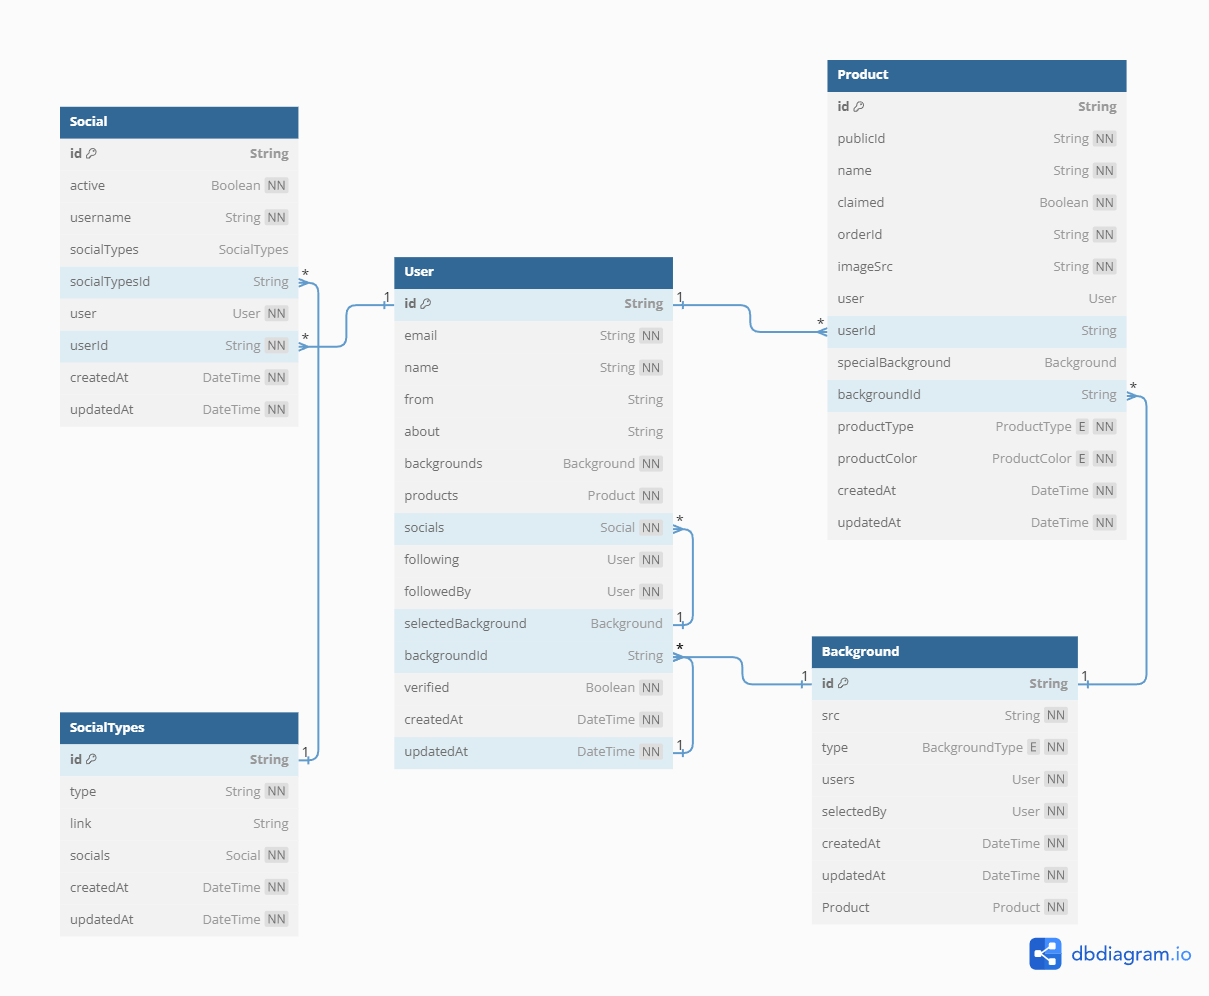 Social
id String
active Boolean NN
username String NN
socialTypes SocialTypes
socialTypesId String
user User NN
userId String NN
createdAt DateTime NN
updatedAt DateTime NN
*
*
SocialTypes
id String
type String NN
link String
socials Social NN
createdAt DateTime NN
updatedAt DateTime NN
1
User
id String
email String NN
name String NN
from String
about String
backgrounds Background NN
products Product NN
socials Social NN
following User NN
followedBy User NN
selectedBackground Background
backgroundId String
verified Boolean NN
createdAt DateTime NN
updatedAt DateTime NN
1
1
*
1
*
1
Product
id String
publicId String NN
name String NN
claimed Boolean NN
orderId String NN
imageSrc String NN
user User
userId String
specialBackground Background
backgroundId String
productType ProductType E NN
productColor ProductColor E NN
createdAt DateTime NN
updatedAt DateTime NN
*
*
Background
id String
src String NN
type BackgroundType E NN
users User NN
selectedBy User NN
createdAt DateTime NN
updatedAt DateTime NN
Product Product NN
1
1
dbdiagram.io